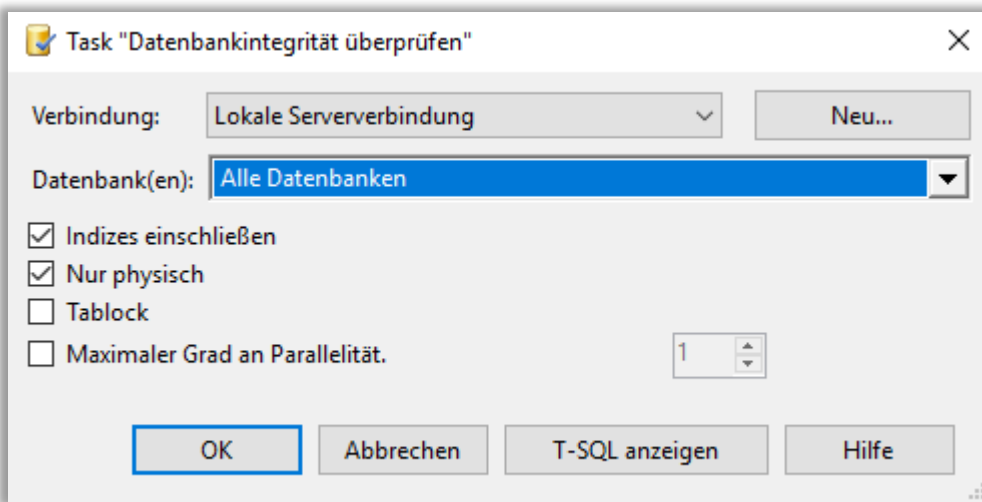 Task "Datenbankintegrität überprüfen"
Verbindung: Lokale Serververbindung Neu...
Datenbank(en): Alle Datenbanken
Indizes einschließen
Nur physisch
Tablock
Maximaler Grad an Parallelität. 1
OK Abbrechen T-SQL anzeigen Hilfe